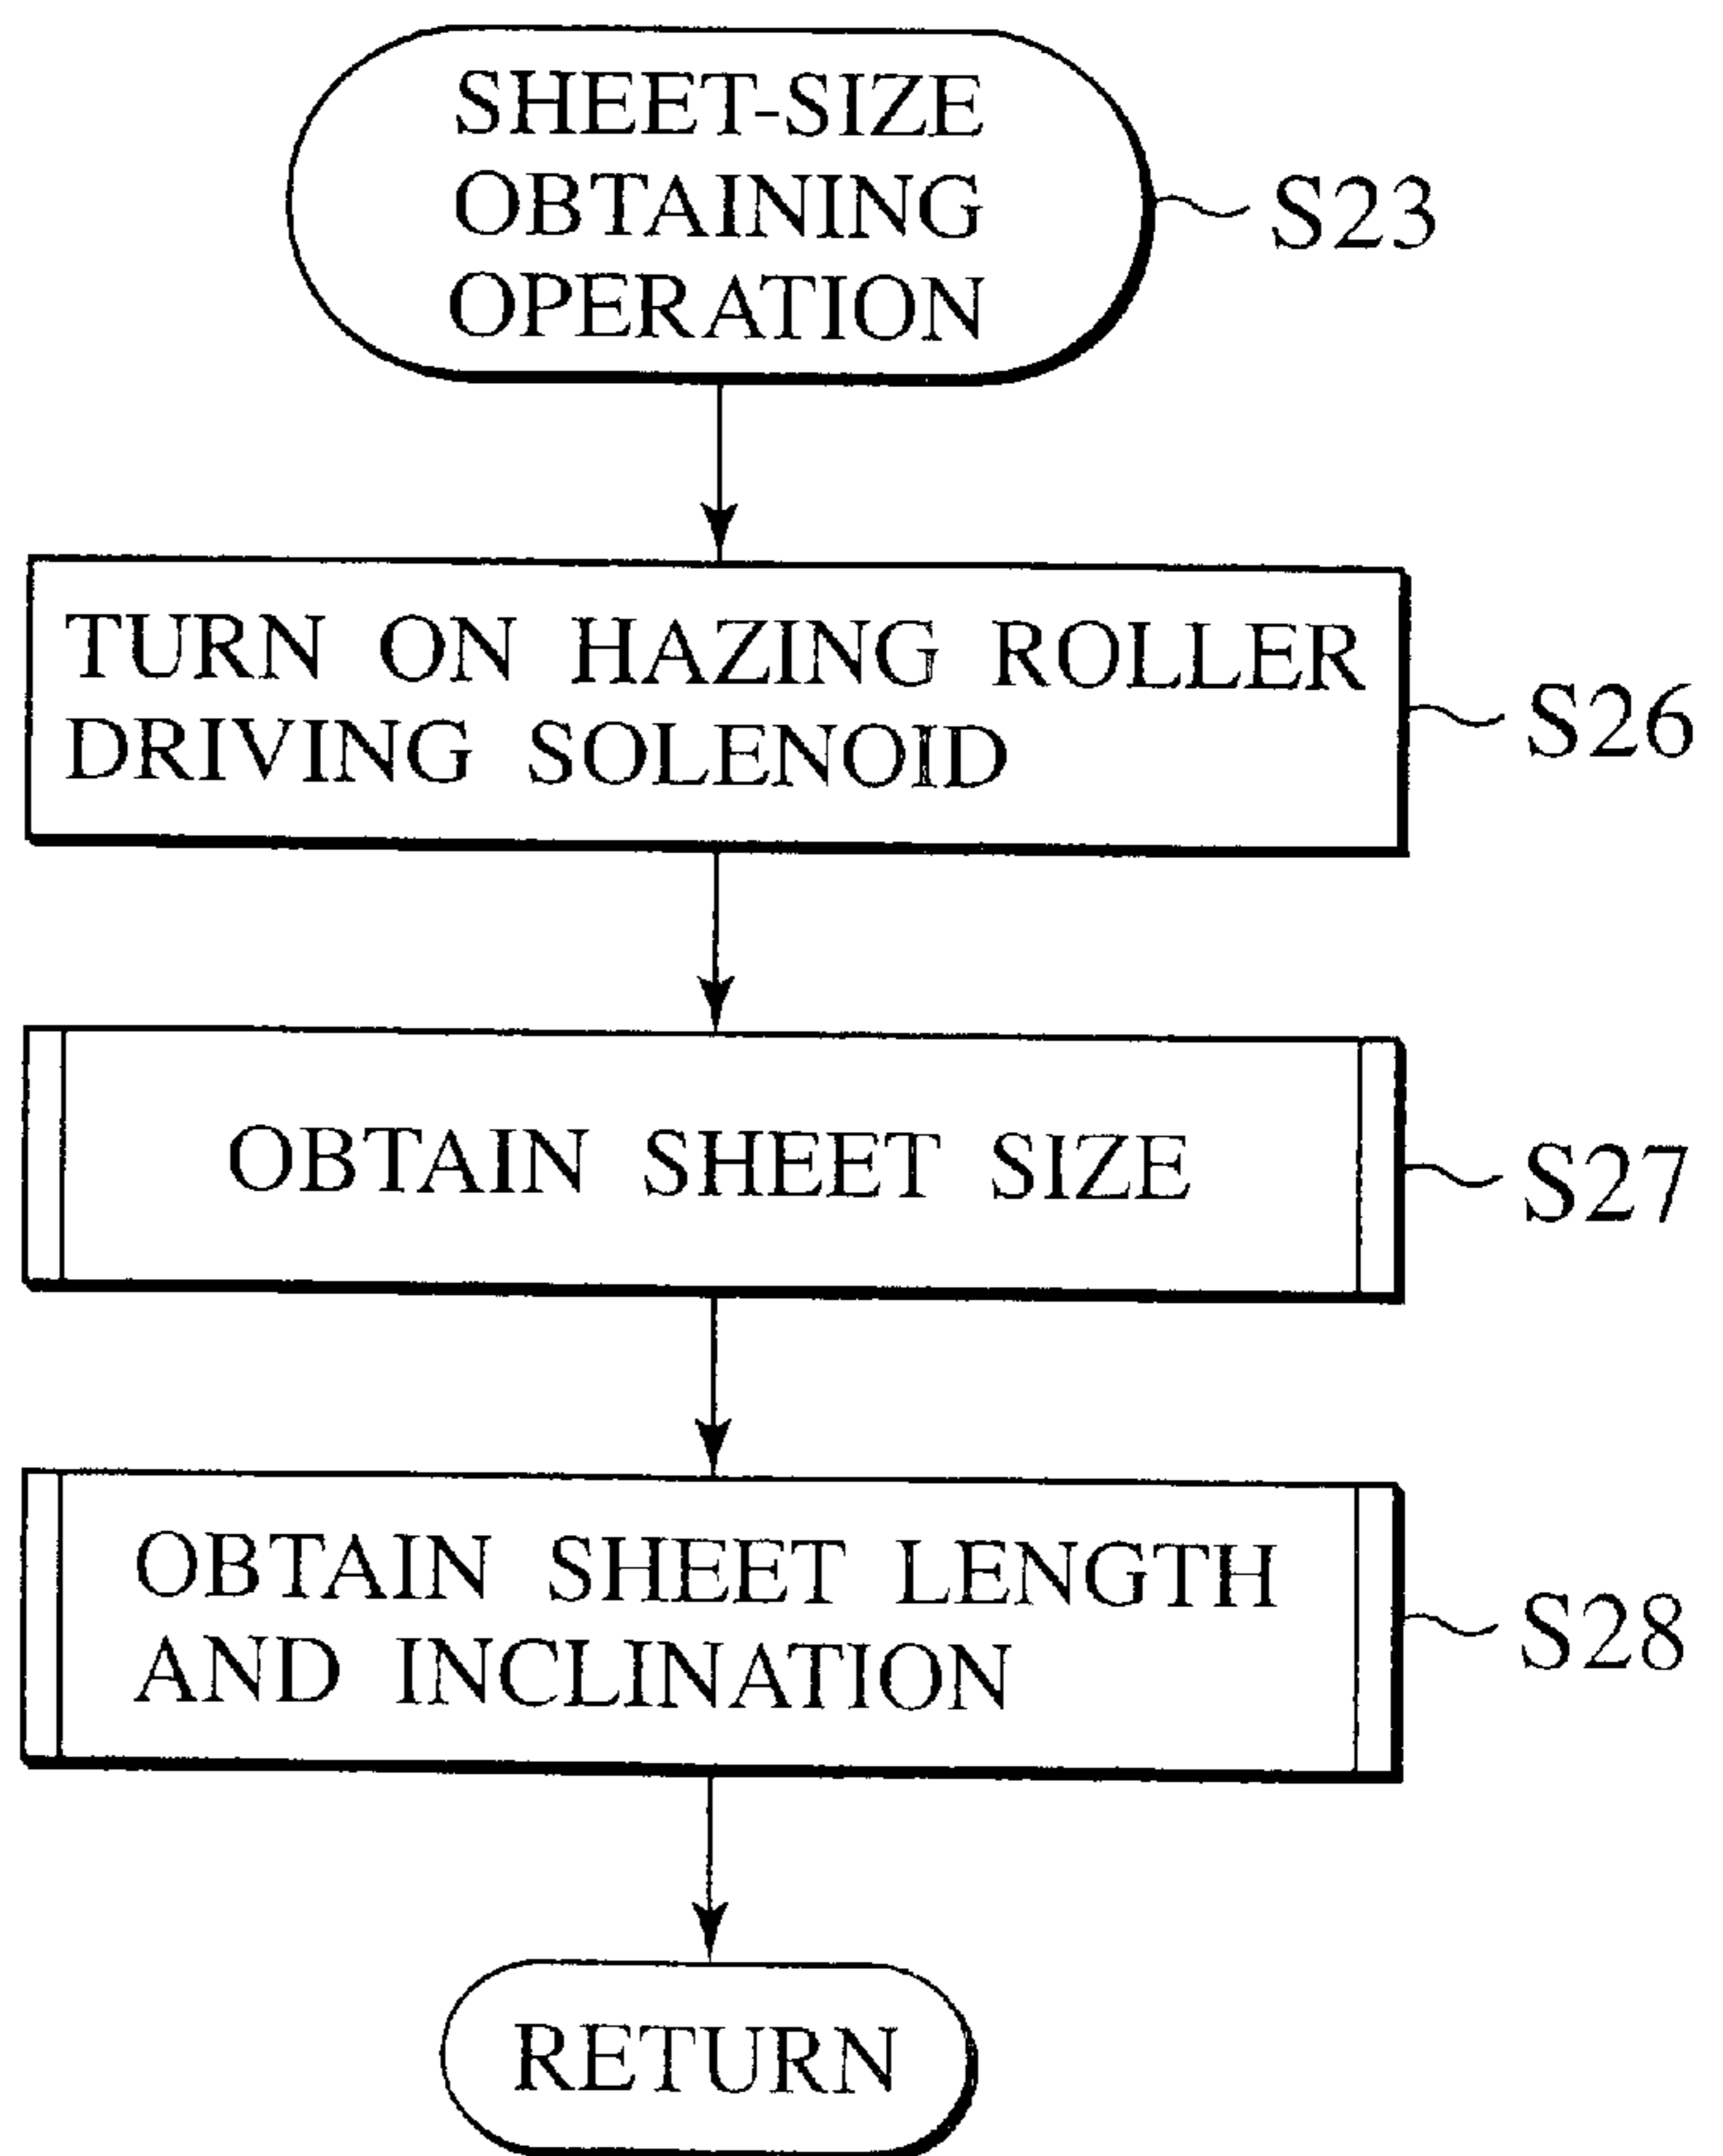 SHEET-SIZE
OBTAINING
OPERATION
S23
TURN ON HAZING ROLLER
DRIVING SOLENOID
S26
OBTAIN SHEET SIZE
S27
OBTAIN SHEET LENGTH
AND INCLINATION
S28
RETURN